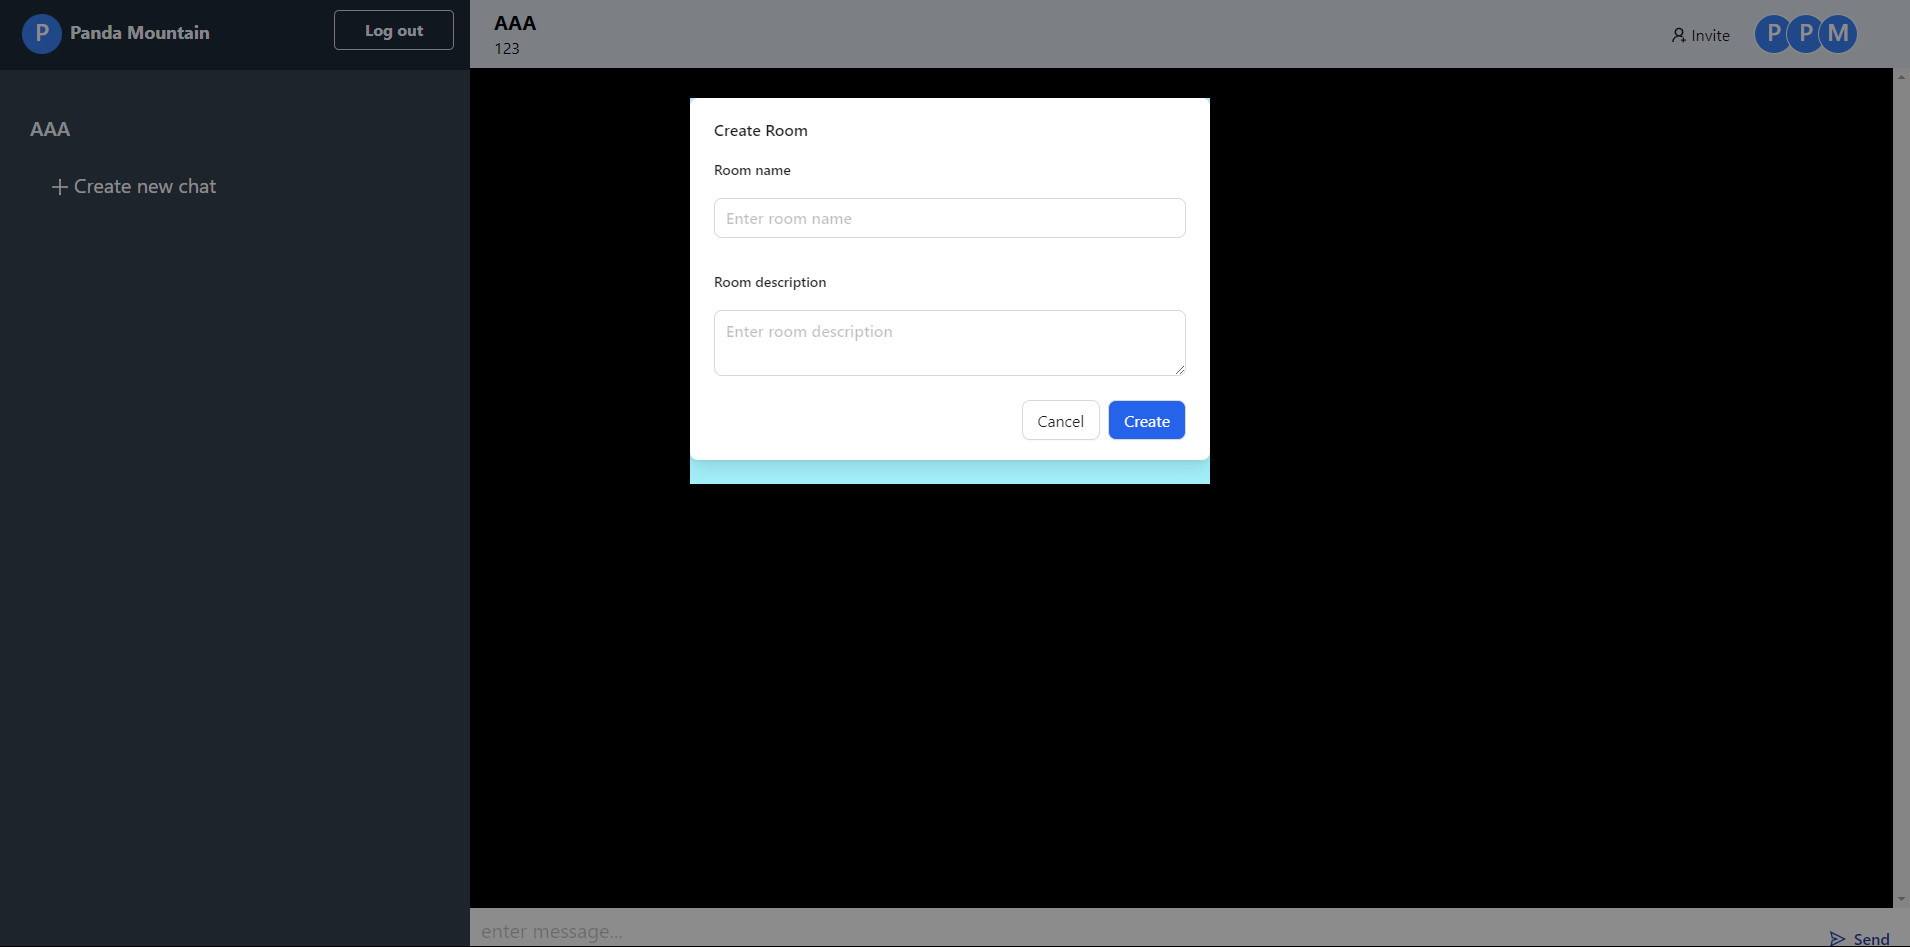 P Panda Mountain
Log out
AAA
Create new chat
AAA
123
Invite
P P M
Create Room
Room name
Enter room name
Room description
Enter room description
Cancel
Create
enter message...
Send